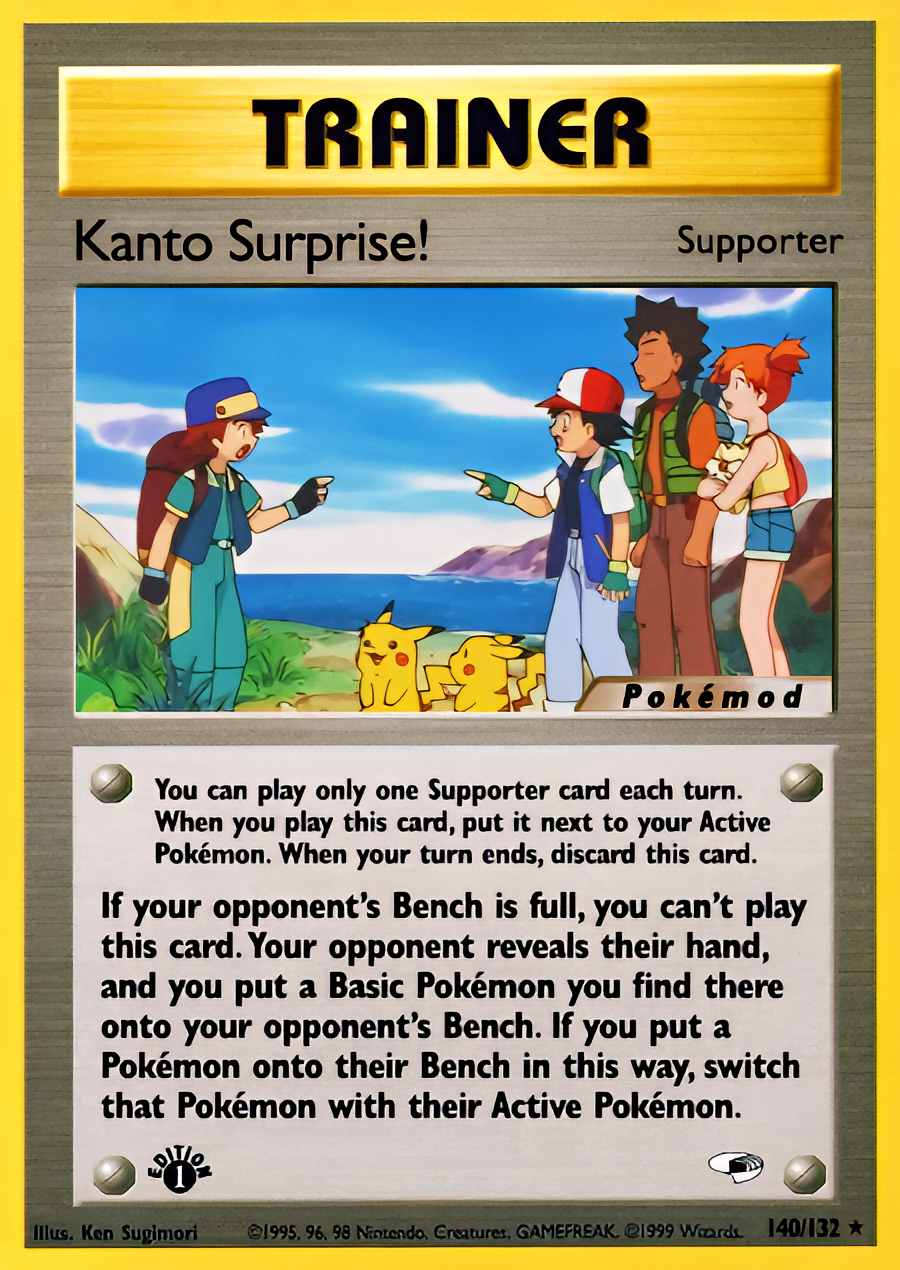 TRAINER
Kanto Surprise!
Supporter
Pokémod
You can play only one Supporter card each turn.
When you play this card, put it next to your Active
Pokémon. When your turn ends, discard this card.
If your opponent's Bench is full, you can't play
this card. Your opponent reveals their hand,
and you put a Basic Pokémon you find there
onto your opponent's Bench. If you put a
Pokémon onto their Bench in this way, switch
that Pokémon with their Active Pokémon.
EDITION
1
Illus. Ken Sugimori
©1995, 96, 98 Nintendo, Creatures, GAMEFREAK. ©1999 Wizards.
140/132 ★